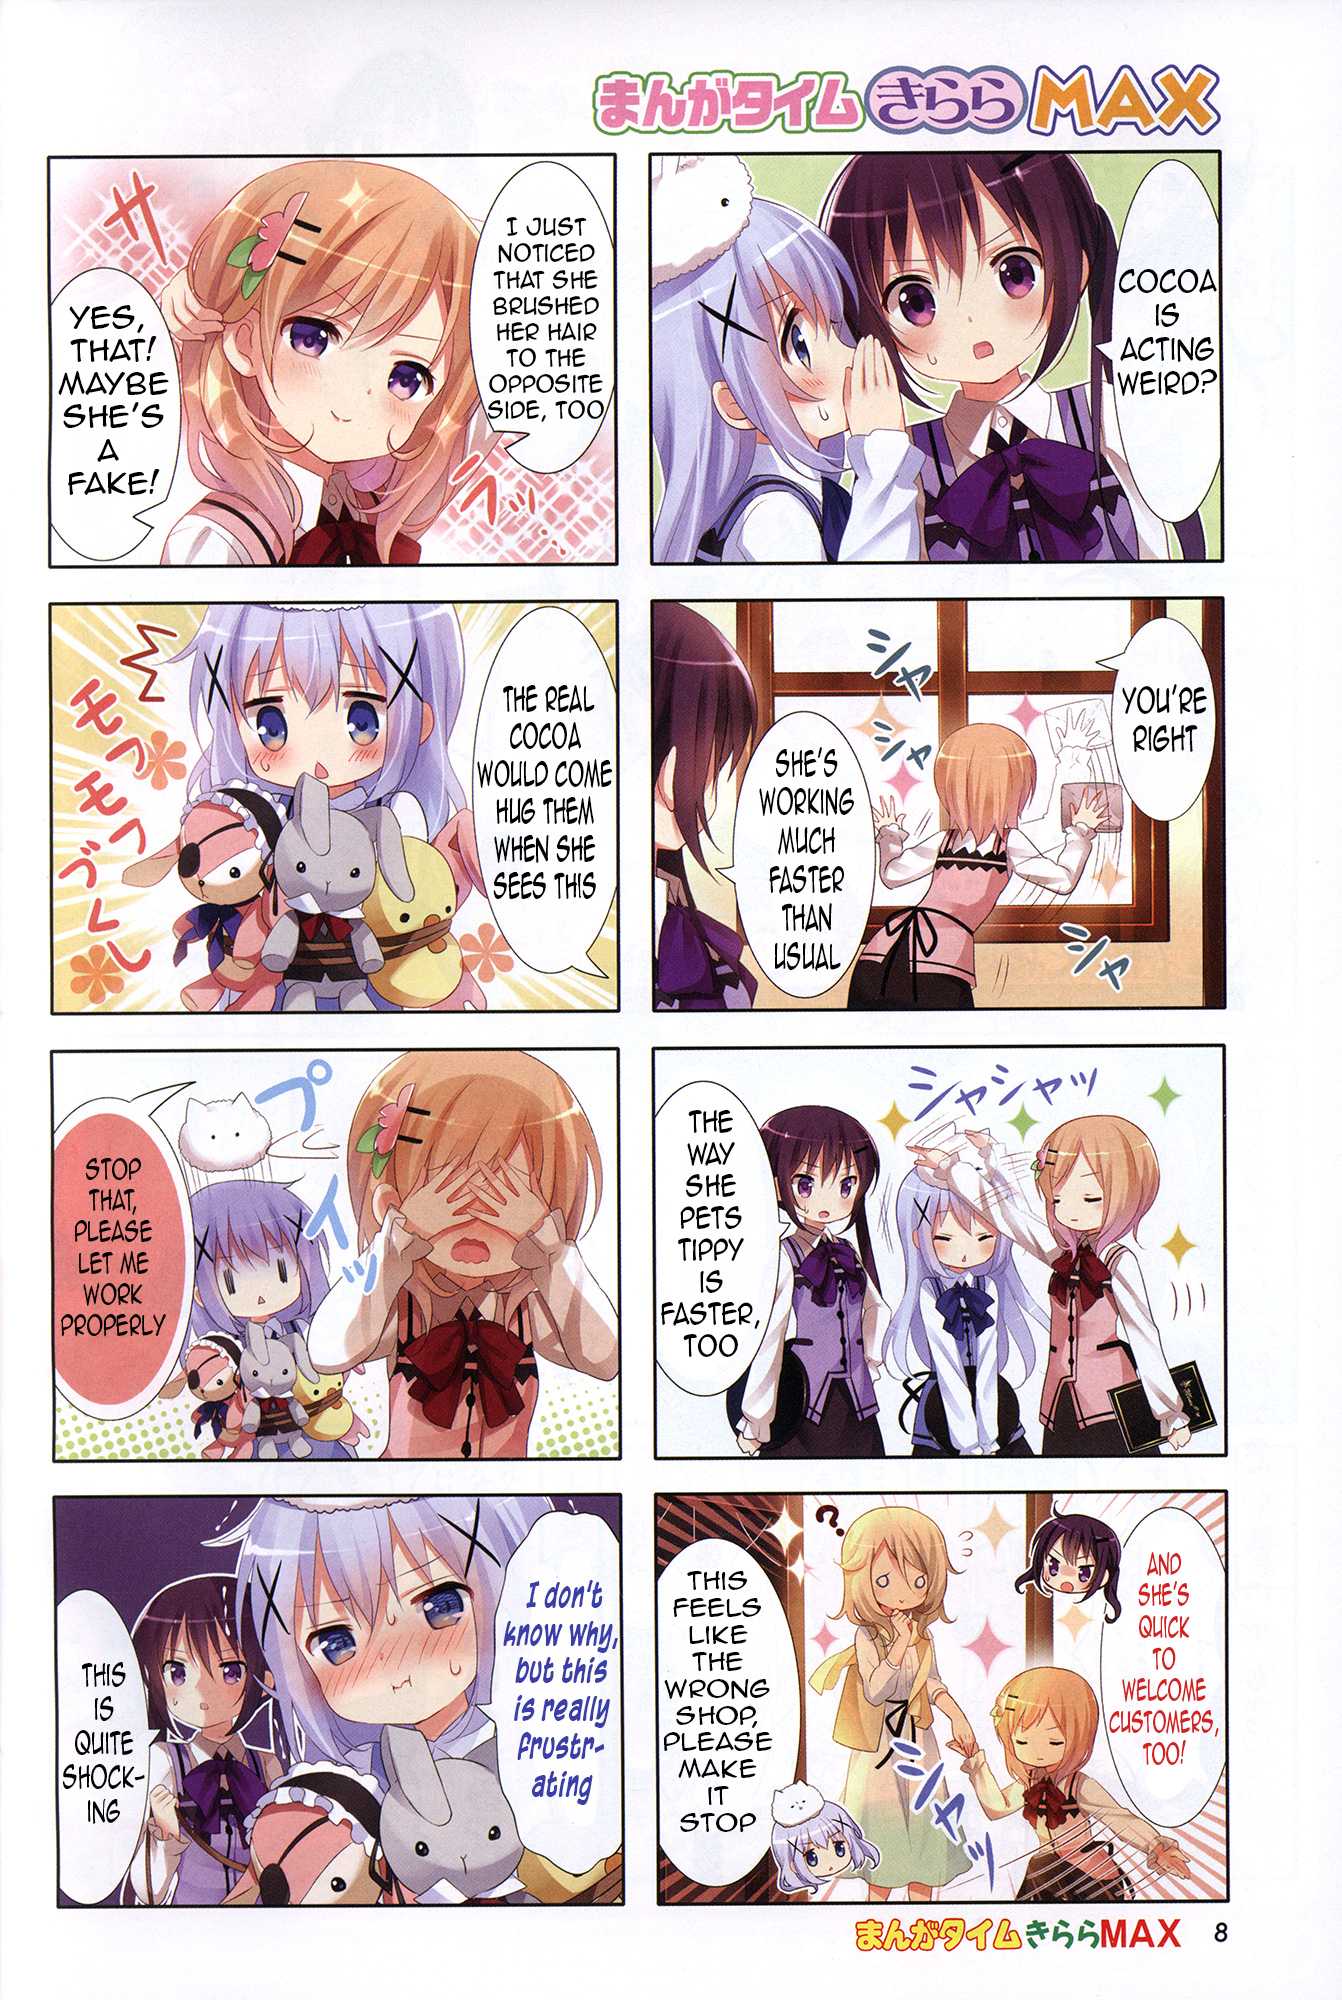 まんがタイムきららMAX
COCOA
IS
ACTING
WEIRD?
YOU'RE
RIGHT
シャ
シャ
シャ
SHE'S
WORKING
MUCH
FASTER
THAN
USUAL
シャシャッ
THE
WAY
SHE
PETS
TIPPY IS
FASTER,
TOO
AND
SHE'S
QUICK
TO
WELCOME
CUSTOMERS,
TOO!
?
シャッ
THIS
FEELS
LIKE
THE
WRONG
SHOP,
PLEASE
MAKE
IT
STOP
I JUST
NOTICED
THAT SHE
BRUSHED
HER HAIR
TO THE
OPPOSITE
SIDE, TOO
サ
ラッ
YES,
THAT!
MAYBE
SHE'S
A
FAKE!
THE REAL
COCOA
WOULD COME
HUG THEM
WHEN SHE
SEES THIS
モフモフづくし
プイッ
STOP
THAT,
PLEASE
LET ME
WORK
PROPERLY
I don't
know why,
but this
is really
frustr-
ating
THIS
IS
QUITE
SHOCK-
ING
まんがタイムきららMAX 8